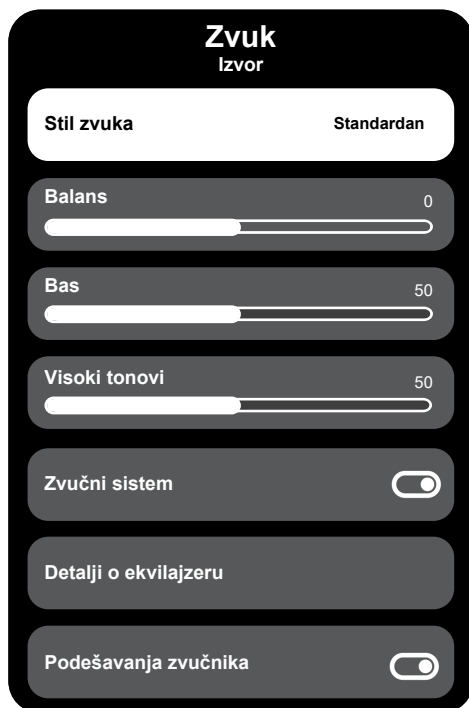 Zvuk
Izvor
Stil zvuka Standardan
Balans 0
Bas 50
Visoki tonovi 50
Zvučni sistem
Detalji o ekvilajzeru
Podešavanja zvučnika